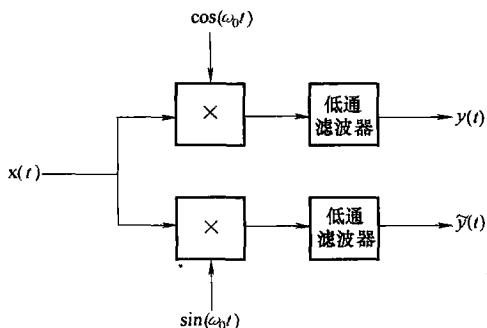 cos(ω₀t)
×
低通
滤波器
y(t)
x(t)
×
低通
滤波器
ỹ(t)
sin(ω₀t)